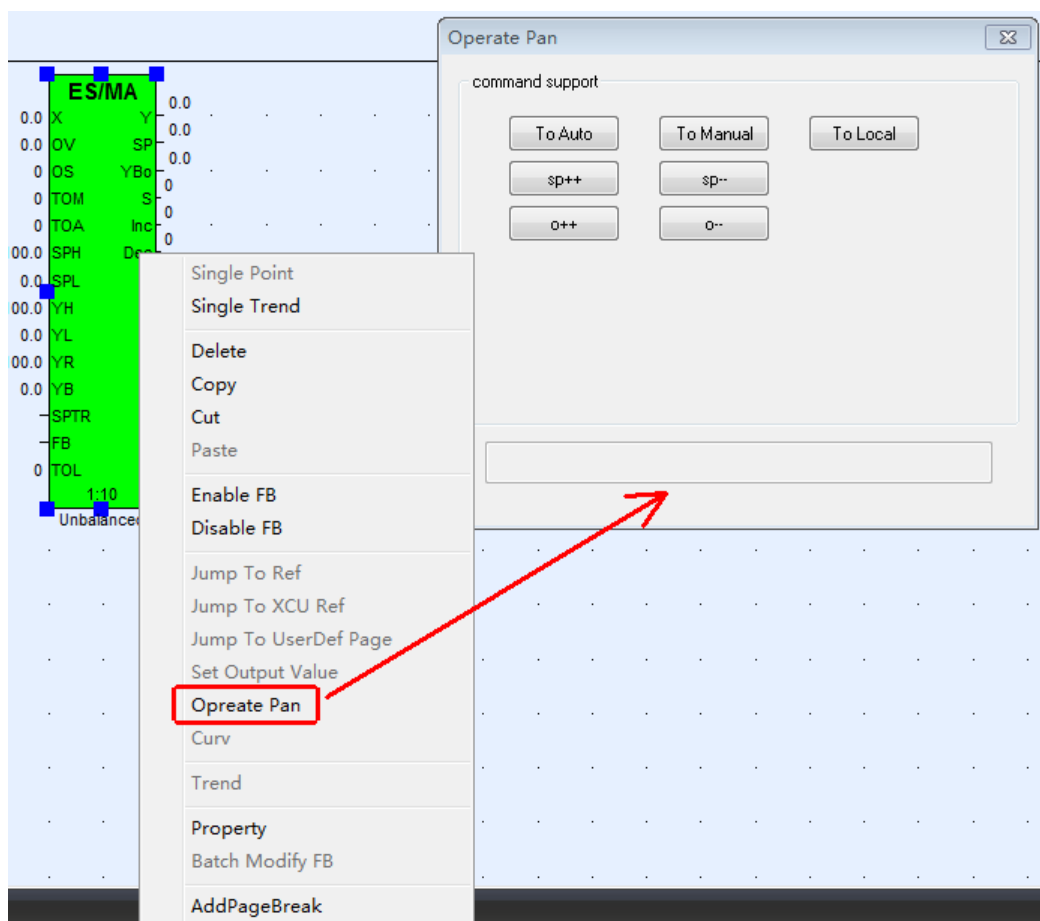 Operate Pan
command support
To Auto To Manual To Local
sp++ sp--
o++ o--
ES/MA
0.0 X Y 0.0
0.0 OV SP 0.0
0 OS YBo 0.0
0 TOM S 0
0 TOA Inc 0
00.0 SPH Dec 0
0.0 SPL
00.0 YH
0.0 YL
00.0 YR
0.0 YB
SPTR
FB
0 TOL
1:10
Unbalanced
Single Point
Single Trend
Delete
Copy
Cut
Paste
Enable FB
Disable FB
Jump To Ref
Jump To XCU Ref
Jump To UserDef Page
Set Output Value
Opreate Pan
Curv
Trend
Property
Batch Modify FB
AddPageBreak